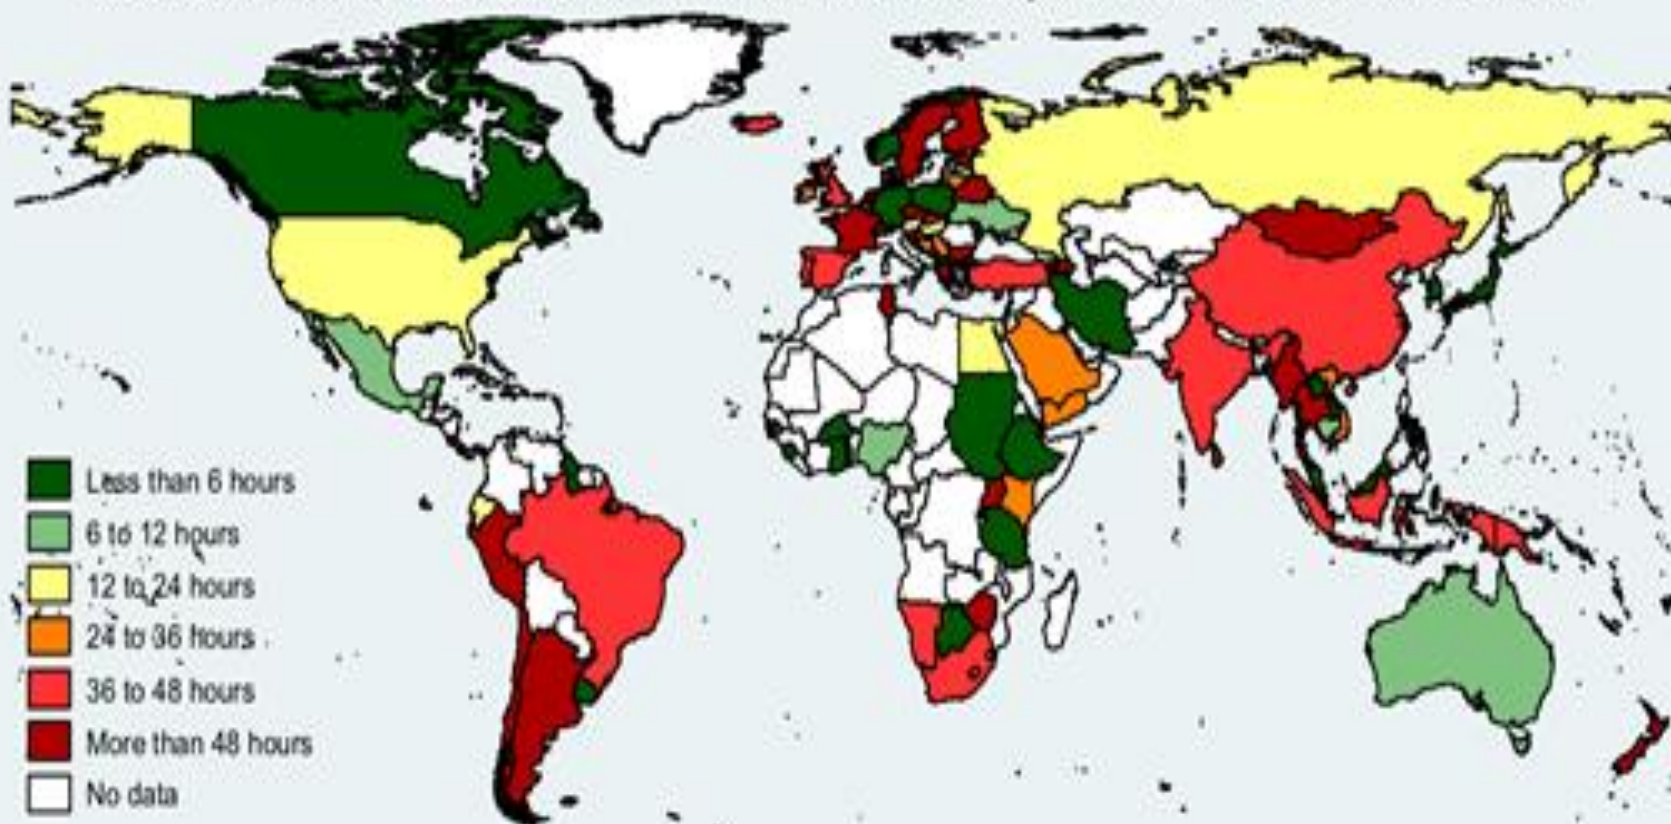 Less than 6 hours
6 to 12 hours
12 to 24 hours
24 to 36 hours
36 to 48 hours
More than 48 hours
No data